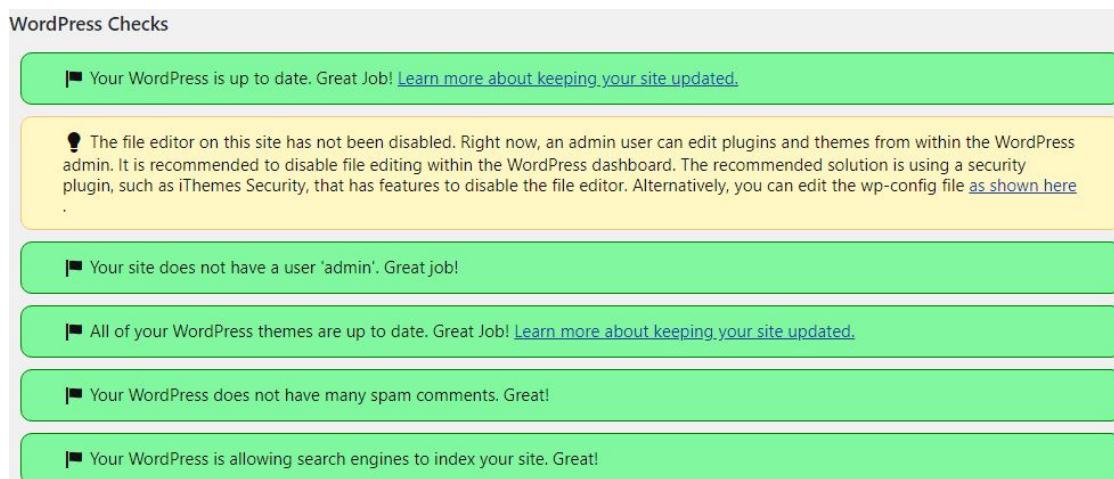 WordPress Checks
Your WordPress is up to date. Great Job! Learn more about keeping your site updated.
The file editor on this site has not been disabled. Right now, an admin user can edit plugins and themes from within the WordPress
admin. It is recommended to disable file editing within the WordPress dashboard. The recommended solution is using a security
plugin, such as iThemes Security, that has features to disable the file editor. Alternatively, you can edit the wp-config file as shown here
.
Your site does not have a user 'admin'. Great job!
All of your WordPress themes are up to date. Great Job! Learn more about keeping your site updated.
Your WordPress does not have many spam comments. Great!
Your WordPress is allowing search engines to index your site. Great!